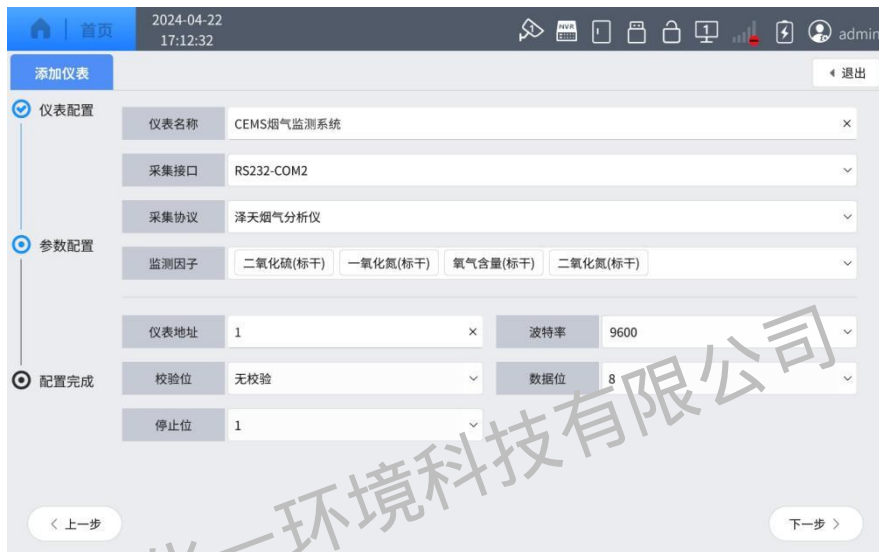 首页
2024-04-22
17:12:32
NVR
1
admin
添加仪表
退出
仪表配置
仪表名称 CEMS烟气监测系统
采集接口 RS232-COM2
采集协议 泽天烟气分析仪
参数配置
监测因子 二氧化硫(标干) 一氧化氮(标干) 氧气含量(标干) 二氧化氮(标干)
仪表地址 1 波特率 9600
配置完成
校验位 无校验 数据位 8
停止位 1
上一步
下一步
一环境科技有限公司